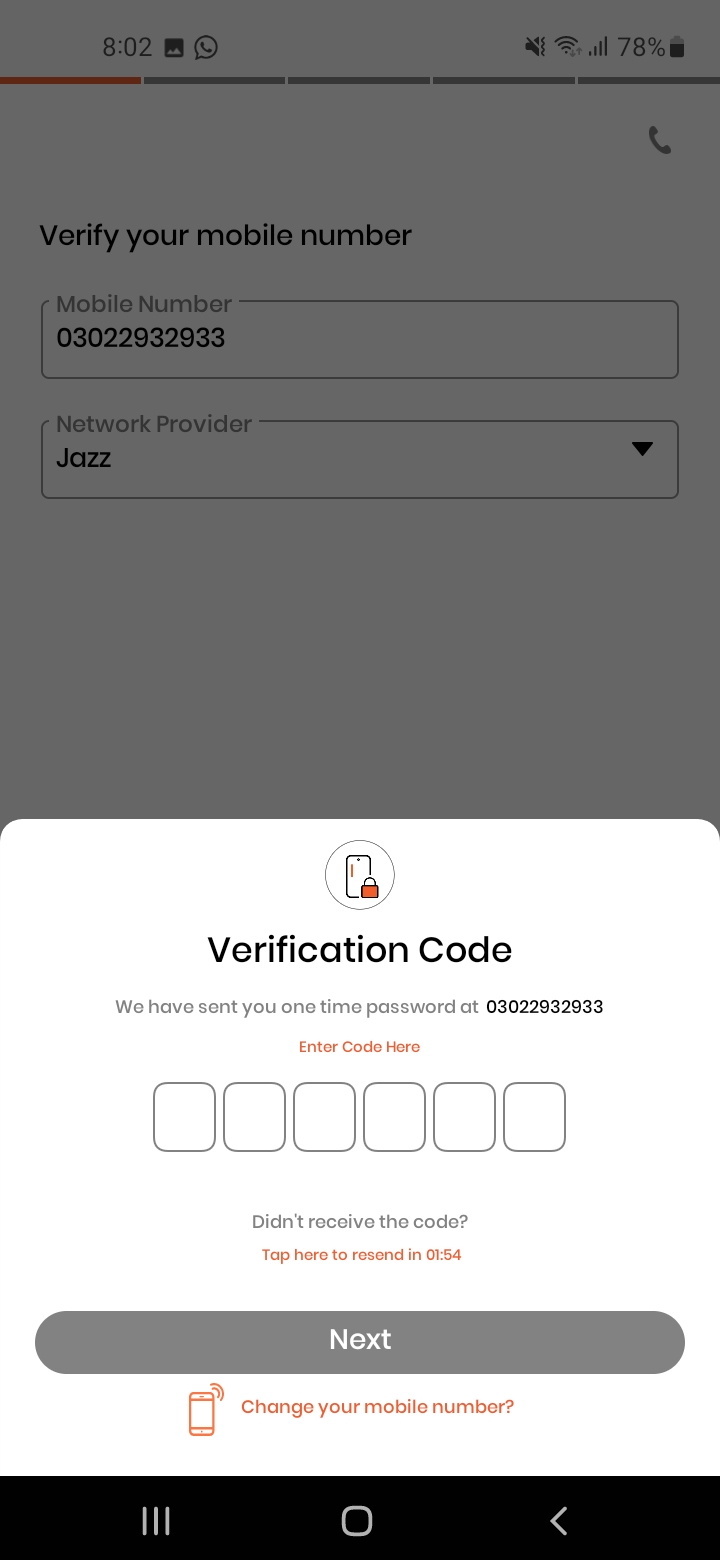 8:02
78%
Verify your mobile number
Mobile Number
03022932933
Network Provider
Jazz
Verification Code
We have sent you one time password at 03022932933
Enter Code Here
Didn't receive the code?
Tap here to resend in 01:54
Next
Change your mobile number?